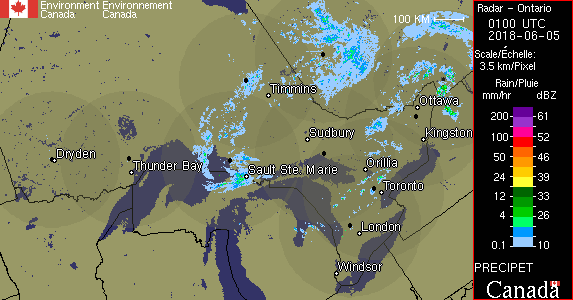 Environment Environnement
Canada Canada
100 KM
Timmins
Ottawa
Sudbury
Kingston
Dryden
Thunder Bay
Sault Ste. Marie
Orillia
Toronto
London
Windsor
Radar - Ontario
0100 UTC
2018-06-05
Scale/Échelle:
3.5 km/Pixel
Rain/Pluie
mm/hr dBZ
200 61
100 52
50 46
24 39
12 34
4 26
0.1 10
PRECIPET
Canada